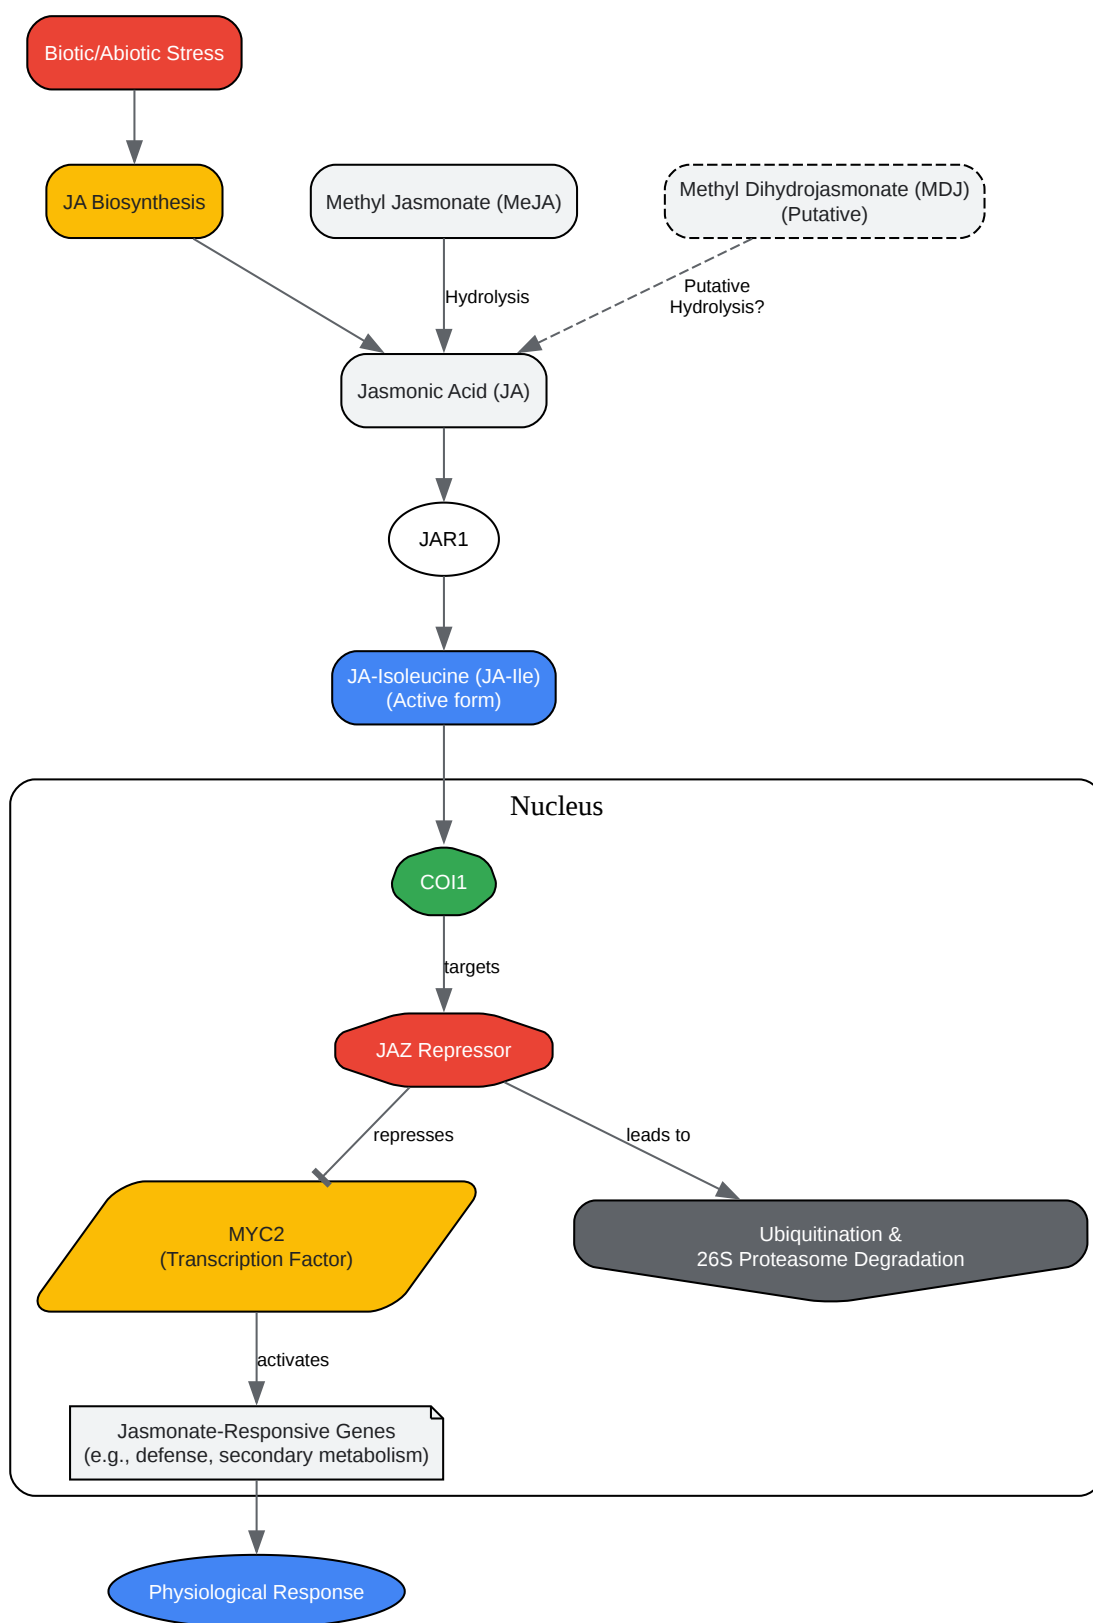 Biotic/Abiotic Stress
JA Biosynthesis
Methyl Jasmonate (MeJA)
Methyl Dihydrojasmonate (MDJ)
(Putative)
Hydrolysis
Putative
Hydrolysis?
Jasmonic Acid (JA)
JAR1
JA-Isoleucine (JA-Ile)
(Active form)
Nucleus
COI1
targets
JAZ Repressor
represses
leads to
MYC2
(Transcription Factor)
Ubiquitination &
26S Proteasome Degradation
activates
Jasmonate-Responsive Genes
(e.g., defense, secondary metabolism)
Physiological Response